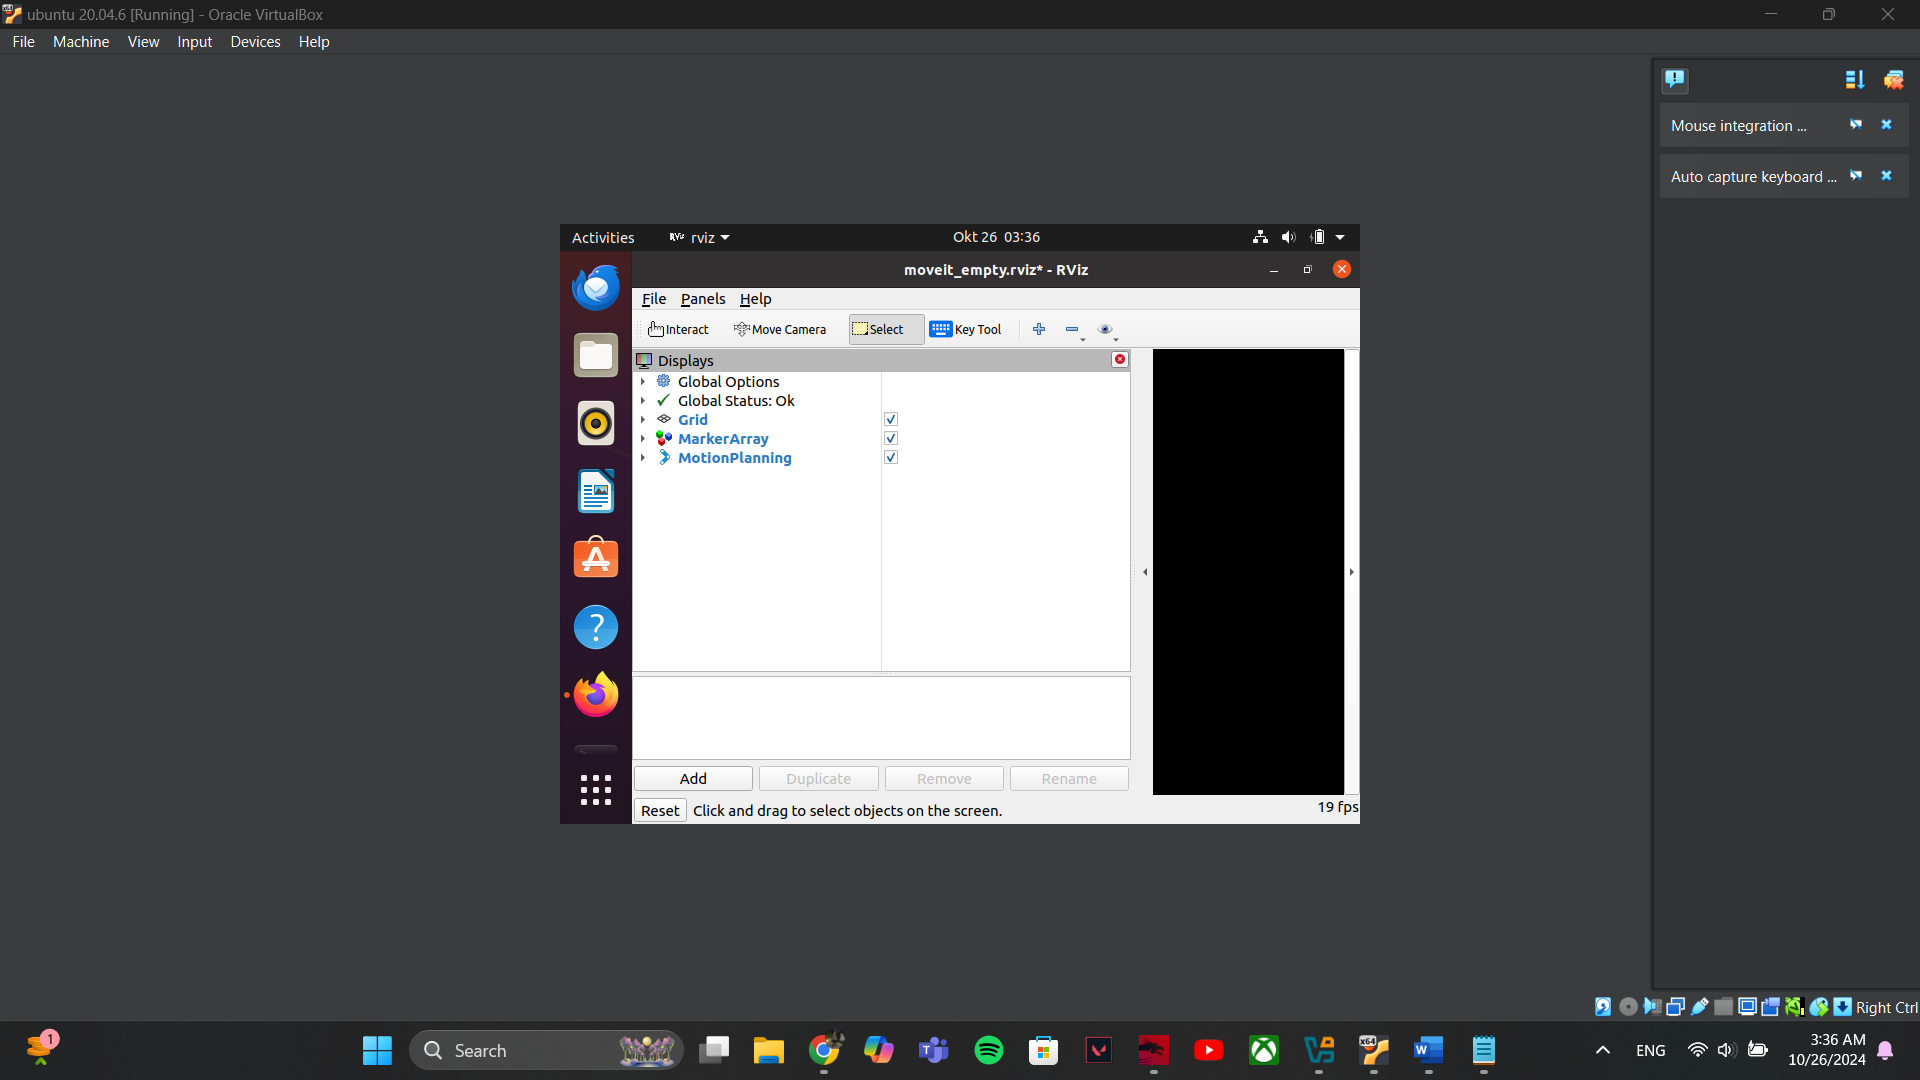 ubuntu 20.04.6 [Running] - Oracle VirtualBox
File Machine View Input Devices Help
Mouse integration ...
Auto capture keyboard ...
Activities
RViz rviz
Okt 26 03:36
moveit_empty.rviz* - RViz
File Panels Help
Interact Move Camera Select Key Tool
Displays
Global Options
Global Status: Ok
Grid
MarkerArray
MotionPlanning
Add Duplicate Remove Rename
Reset Click and drag to select objects on the screen.
19 fps
Right Ctrl
1
Search
x64
ENG
3:36 AM
10/26/2024